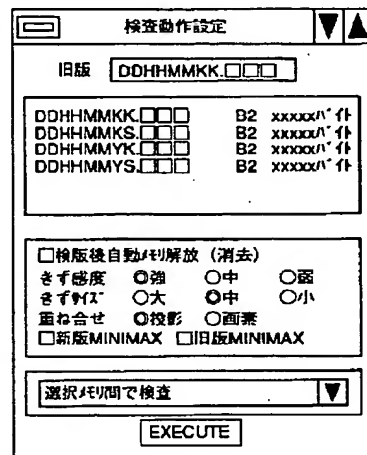 検査動作設定
旧版 DDHHMMKK.□□□
DDHHMMKK.□□□ B2 xxxxxバイト
DDHHMMKS.□□□ B2 xxxxxバイト
DDHHMMYK.□□□ B2 xxxxxバイト
DDHHMMYS.□□□ B2 xxxxxバイト
□検版後自動メモリ解放（消去）
きず感度 ◎強 ○中 ○弱
きずサイズ ○大 ◎中 ○小
重ね合せ ◎投影 ○画素
□新版MINIMAX □旧版MINIMAX
選択メモリ間で検査
EXECUTE